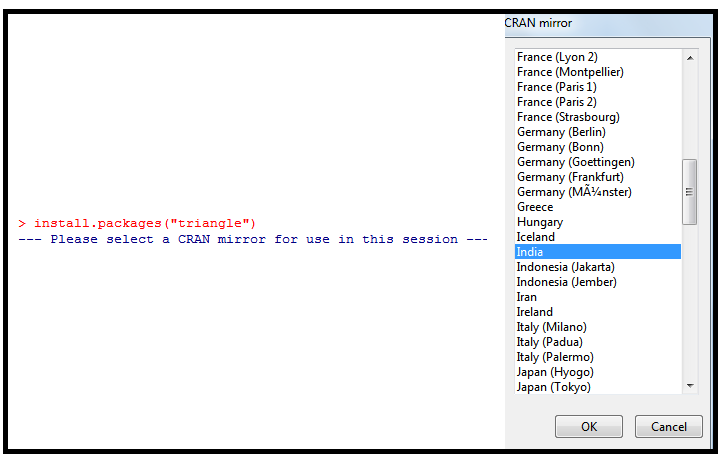 > install.packages("triangle")
--- Please select a CRAN mirror for use in this session ---
CRAN mirror
France (Lyon 2)
France (Montpellier)
France (Paris 1)
France (Paris 2)
France (Strasbourg)
Germany (Berlin)
Germany (Bonn)
Germany (Goettingen)
Germany (Frankfurt)
Germany (MÃ¼nster)
Greece
Hungary
Iceland
India
Indonesia (Jakarta)
Indonesia (Jember)
Iran
Ireland
Italy (Milano)
Italy (Padua)
Italy (Palermo)
Japan (Hyogo)
Japan (Tokyo)
OK
Cancel